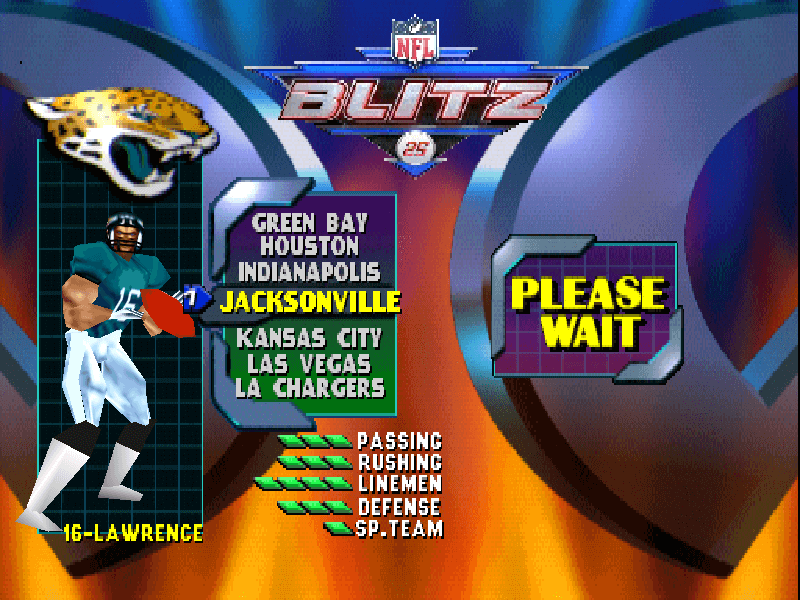 NFL
BLITZ
25
GREEN BAY
HOUSTON
INDIANAPOLIS
JACKSONVILLE
KANSAS CITY
LAS VEGAS
LA CHARGERS
PLEASE
WAIT
16
PASSING
RUSHING
LINEMEN
DEFENSE
SP.TEAM
16-LAWRENCE